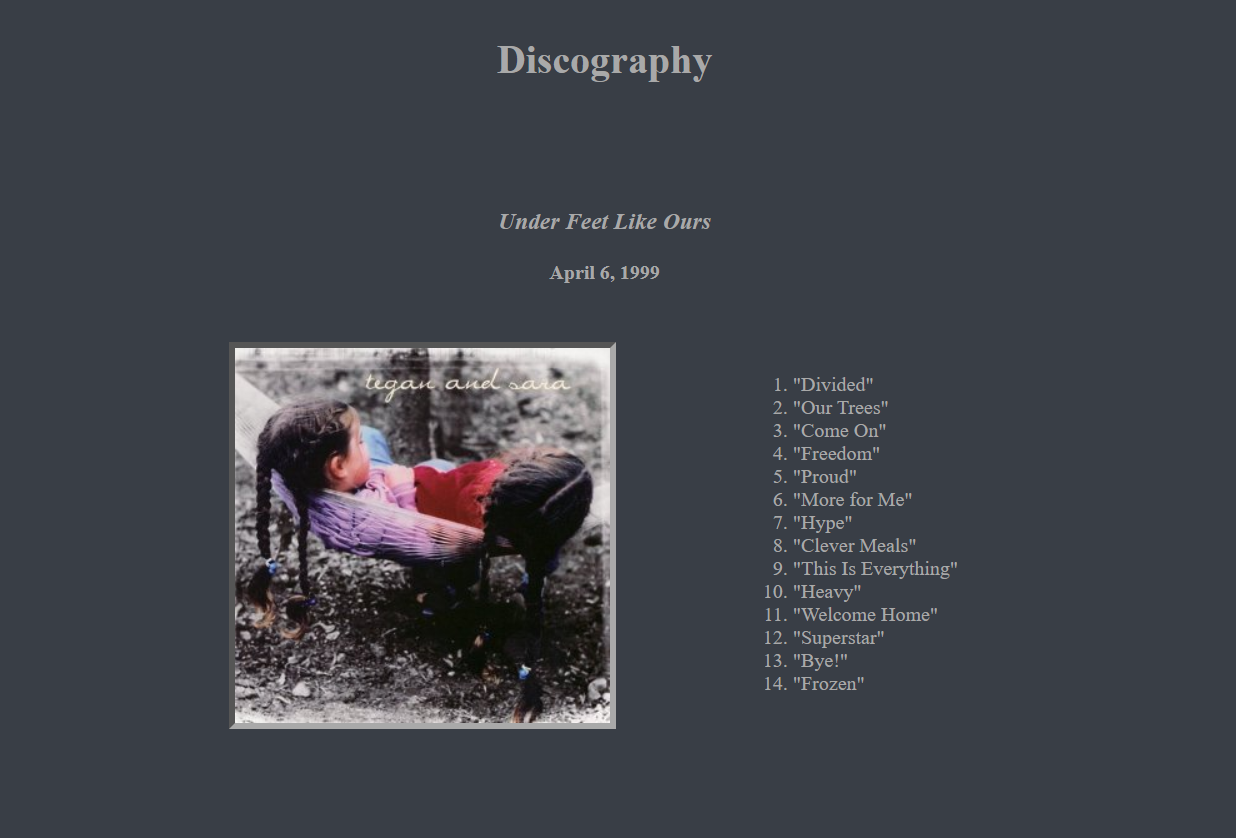 Discography
Under Feet Like Ours
April 6, 1999
tegan and sara
1. "Divided"
2. "Our Trees"
3. "Come On"
4. "Freedom"
5. "Proud"
6. "More for Me"
7. "Hype"
8. "Clever Meals"
9. "This Is Everything"
10. "Heavy"
11. "Welcome Home"
12. "Superstar"
13. "Bye!"
14. "Frozen"